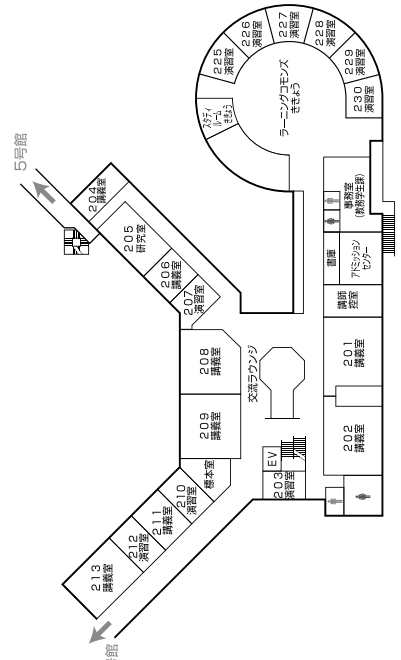 225
演習室
226
演習室
227
演習室
228
演習室
229
演習室
230
演習室
スタディ
ルーム
ききょう
ラーニングコモンズ
ききょう
5号館
204
講義室
205
研究室
206
講義室
207
演習室
事務室
(教務学生課)
書庫
アドミッション
センター
講師
控室
208
講義室
209
講義室
交流ラウンジ
201
講義室
202
講義室
EV
203
演習室
標本室
210
演習室
211
講義室
212
演習室
213
講義室
号館